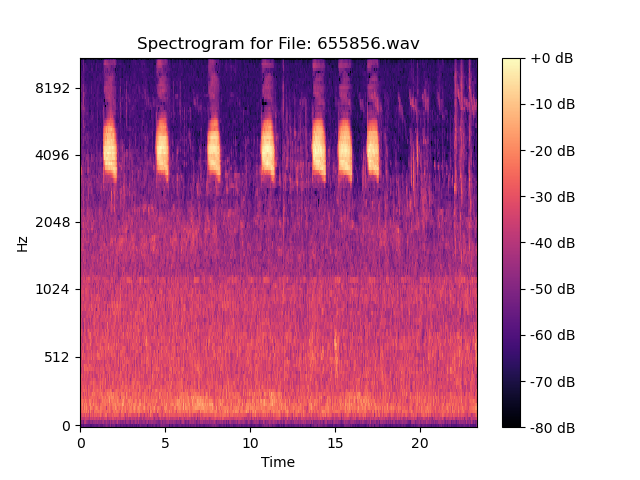 Spectrogram for File: 655856.wav
Hz
8192
4096
2048
1024
512
0
0 5 10 15 20
Time
+0 dB
-10 dB
-20 dB
-30 dB
-40 dB
-50 dB
-60 dB
-70 dB
-80 dB